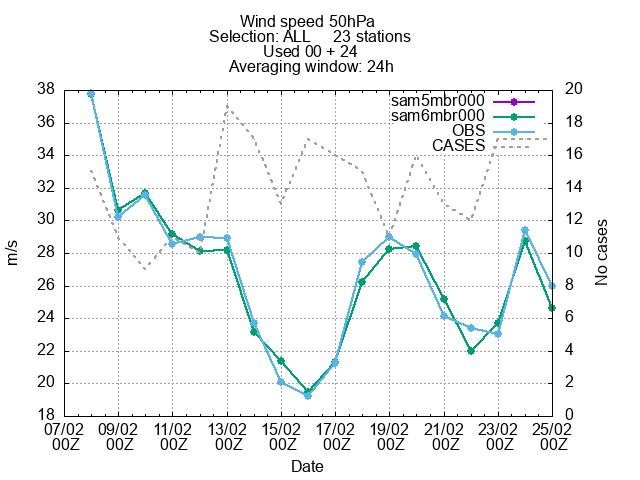 Wind speed 50hPa
Selection: ALL 23 stations
Used 00 + 24
Averaging window: 24h
38 36 34 32 30 28 26 24 22 20 18
m/s
20 18 16 14 12 10 8 6 4 2 0
No cases
sam5mbr000
sam6mbr000
OBS
CASES
07/02 09/02 11/02 13/02 15/02 17/02 19/02 21/02 23/02 25/02
00Z 00Z 00Z 00Z 00Z 00Z 00Z 00Z 00Z 00Z
Date